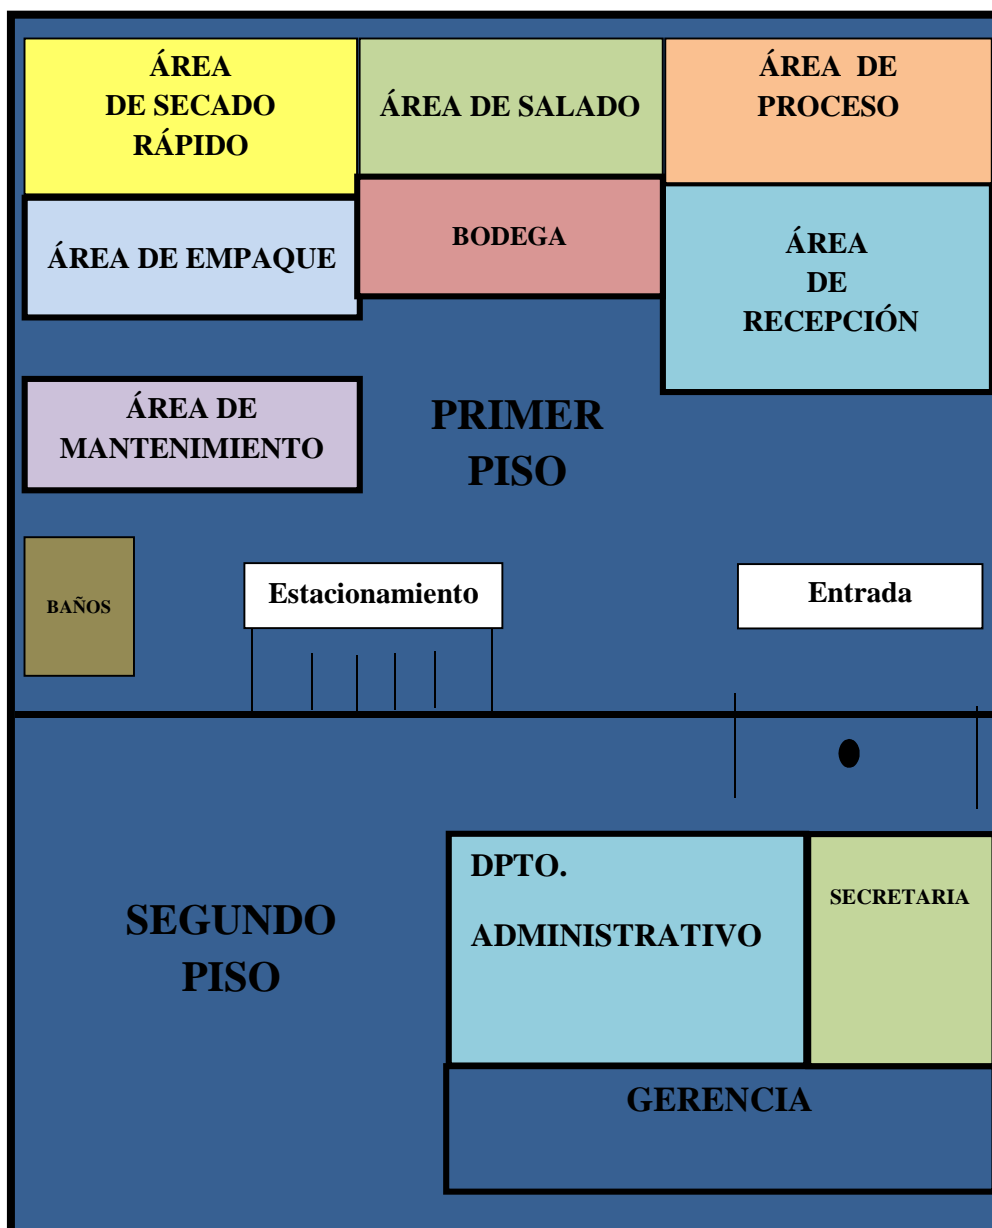 ÁREA
DE SECADO
RÁPIDO
ÁREA DE SALADO
ÁREA DE
PROCESO
ÁREA DE EMPAQUE
BODEGA
ÁREA
DE
RECEPCIÓN
ÁREA DE
MANTENIMIENTO
PRIMER
PISO
BAÑOS
Estacionamiento
Entrada
SEGUNDO
PISO
DPTO.
ADMINISTRATIVO
SECRETARIA
GERENCIA